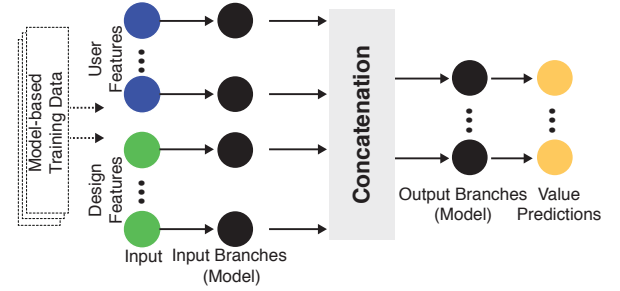 Model-based
Training Data
User
Features
Design
Features
Input
Input Branches
(Model)
Concatenation
Output Branches
(Model)
Value
Predictions